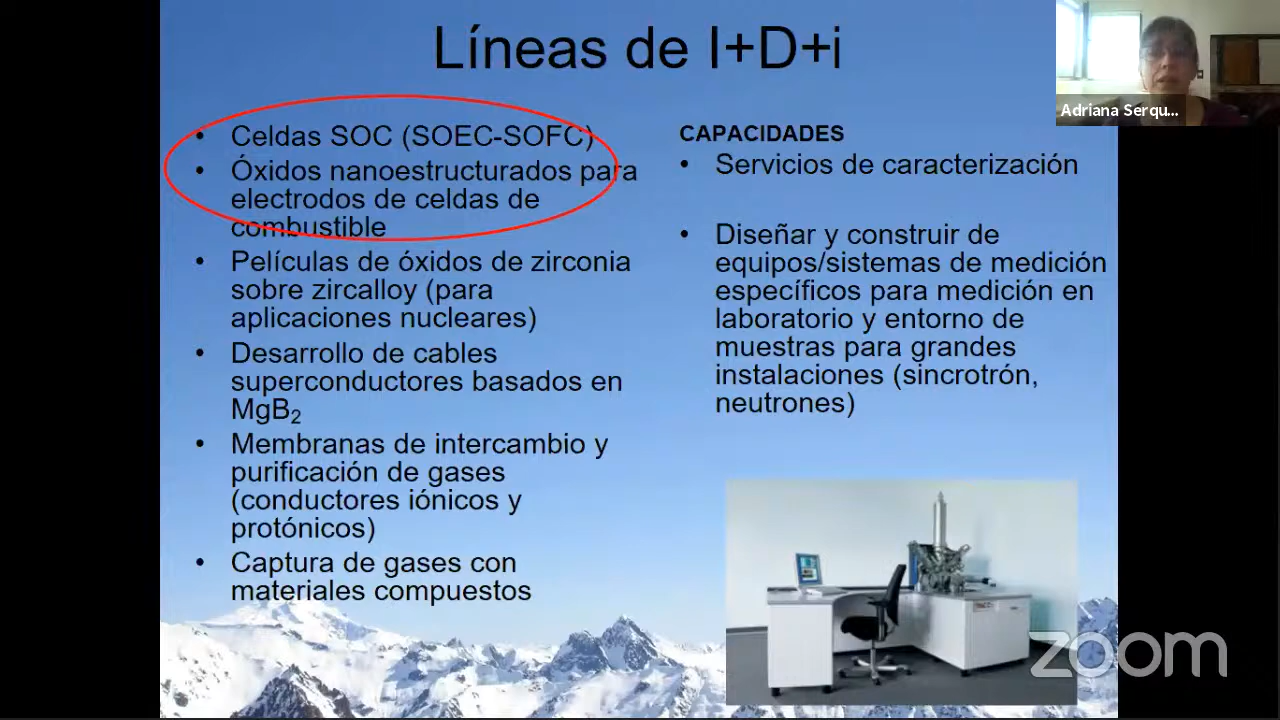 Líneas de I+D+i
Adriana Serqu...
• Celdas SOC (SOEC-SOFC)
• Óxidos nanoestructurados para
electrodos de celdas de
combustible
• Películas de óxidos de zirconia
sobre zircalloy (para
aplicaciones nucleares)
• Desarrollo de cables
superconductores basados en
MgB₂
• Membranas de intercambio y
purificación de gases
(conductores iónicos y
protónicos)
• Captura de gases con
materiales compuestos
CAPACIDADES
• Servicios de caracterización
• Diseñar y construir de
equipos/sistemas de medición
específicos para medición en
laboratorio y entorno de
muestras para grandes
instalaciones (sincrotrón,
neutrones)
zoom